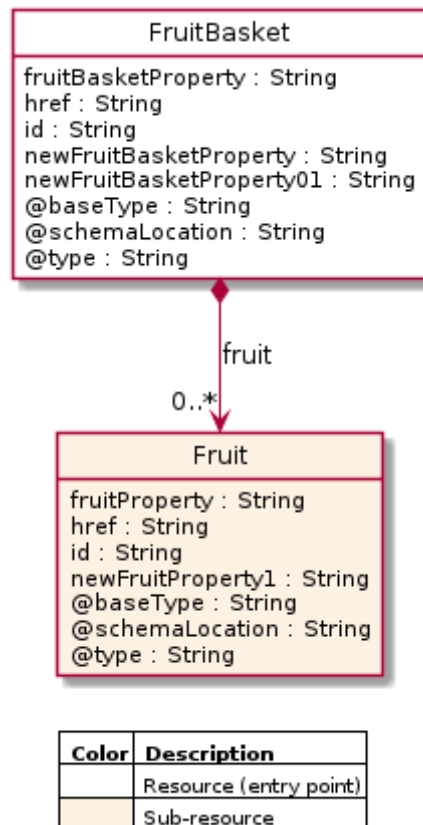 FruitBasket
fruitBasketProperty : String
href : String
id : String
newFruitBasketProperty : String
newFruitBasketProperty01 : String
@baseType : String
@schemaLocation : String
@type : String
fruit
0..*
Fruit
fruitProperty : String
href : String
id : String
newFruitProperty1 : String
@baseType : String
@schemaLocation : String
@type : String
Color Description
Resource (entry point)
Sub-resource